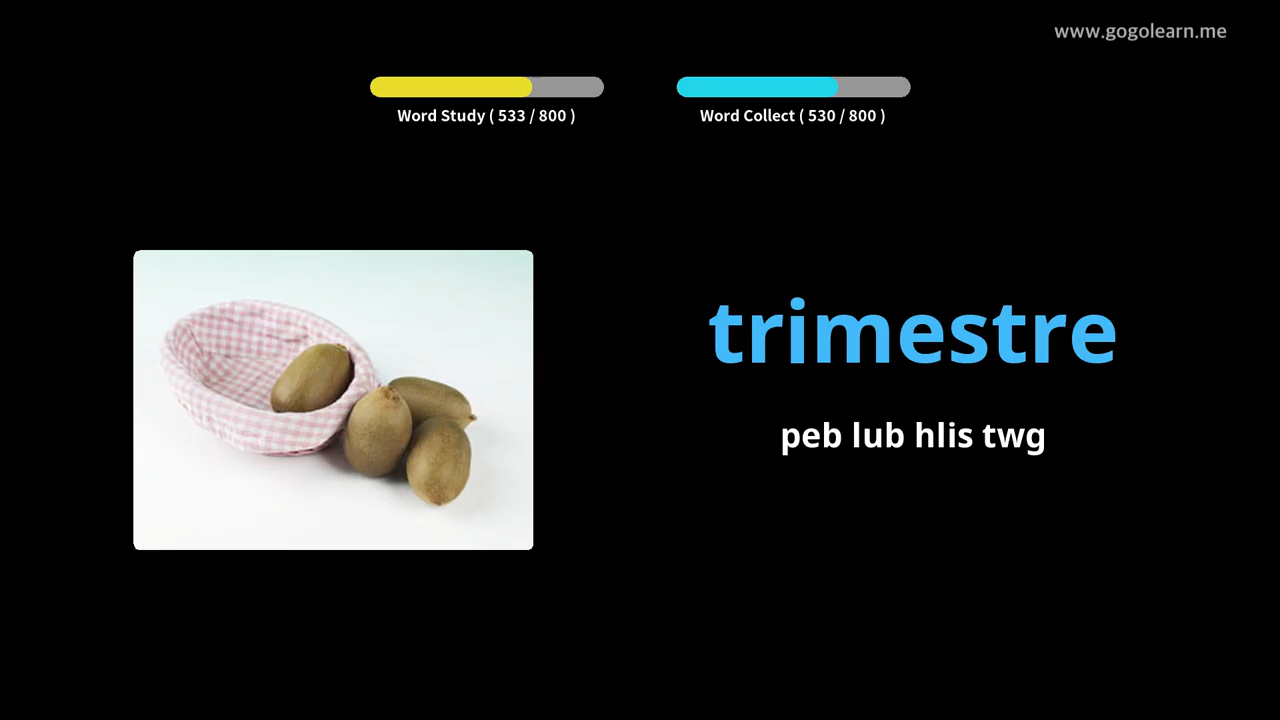 www.gogolearn.me
Word Study ( 533 / 800 )
Word Collect ( 530 / 800 )
trimestre
peb lub hlis twg